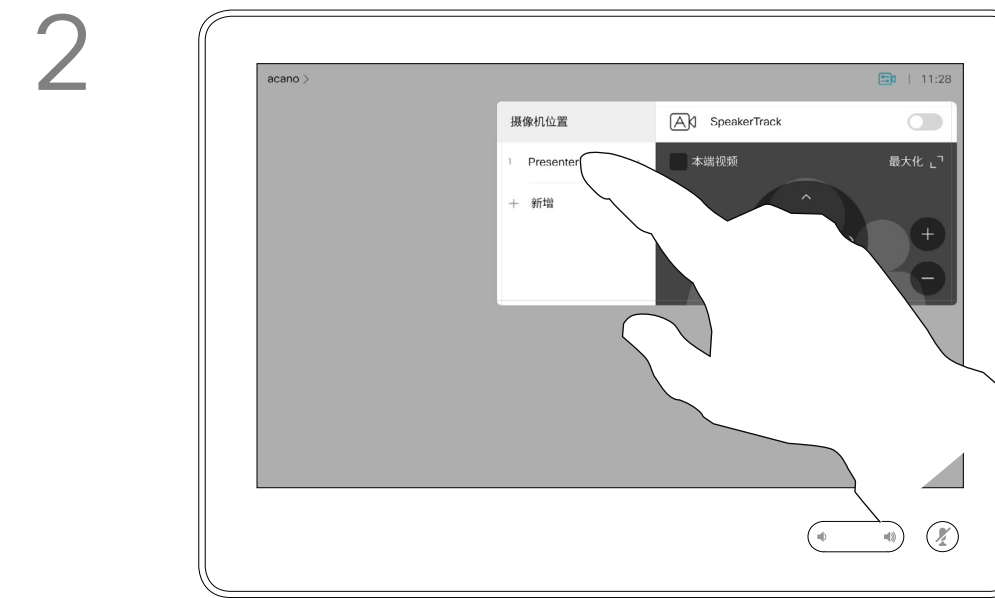 2
acano >
11:28
摄像机位置
SpeakerTrack
1 Presenter
本端视频
最大化
+ 新增